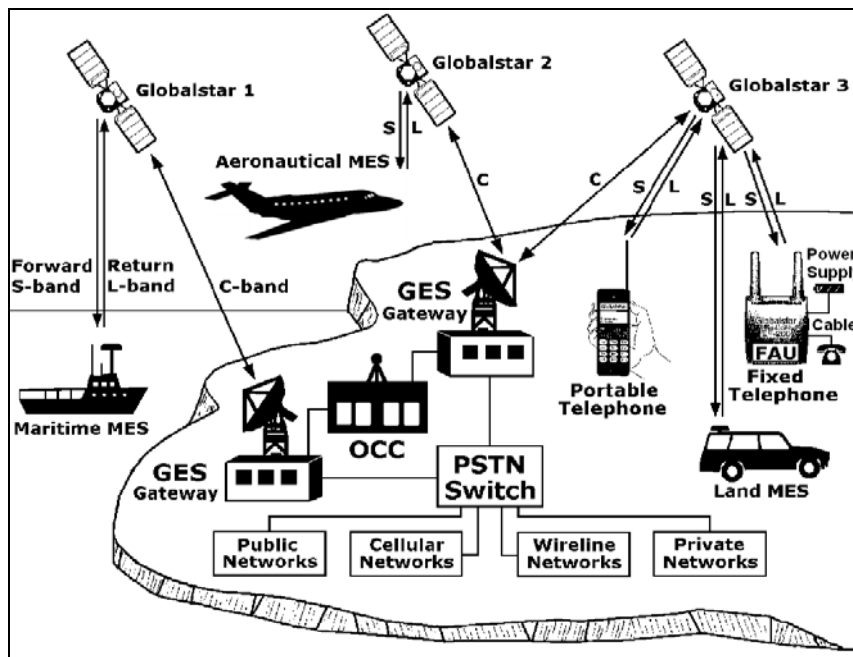 Globalstar 1
Globalstar 2
Globalstar 3
S L
Aeronautical MES
C
C
S L
S L
S L
Forward
S-band
Return
L-band
C-band
GES
Gateway
Power
Supply
Globalstar
Cable
FAU
Fixed
Telephone
Portable
Telephone
Maritime MES
OCC
GES
Gateway
PSTN
Switch
Land MES
Public
Networks
Cellular
Networks
Wireline
Networks
Private
Networks